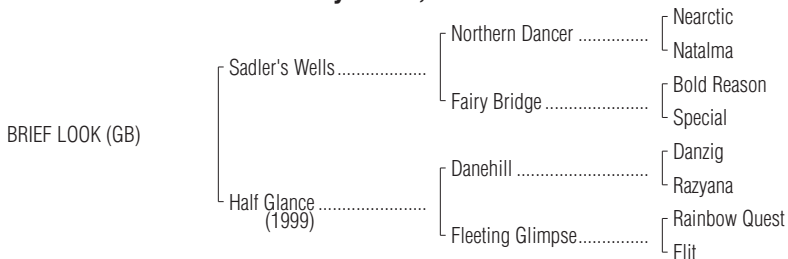 Nearctic
Northern Dancer ...............
Natalma
Sadler's Wells...................
Bold Reason
Fairy Bridge ......................
Special
BRIEF LOOK (GB)
Danzig
Danehill ............................
Razyana
Half Glance .......................
(1999)
Rainbow Quest
Fleeting Glimpse...............
Flit